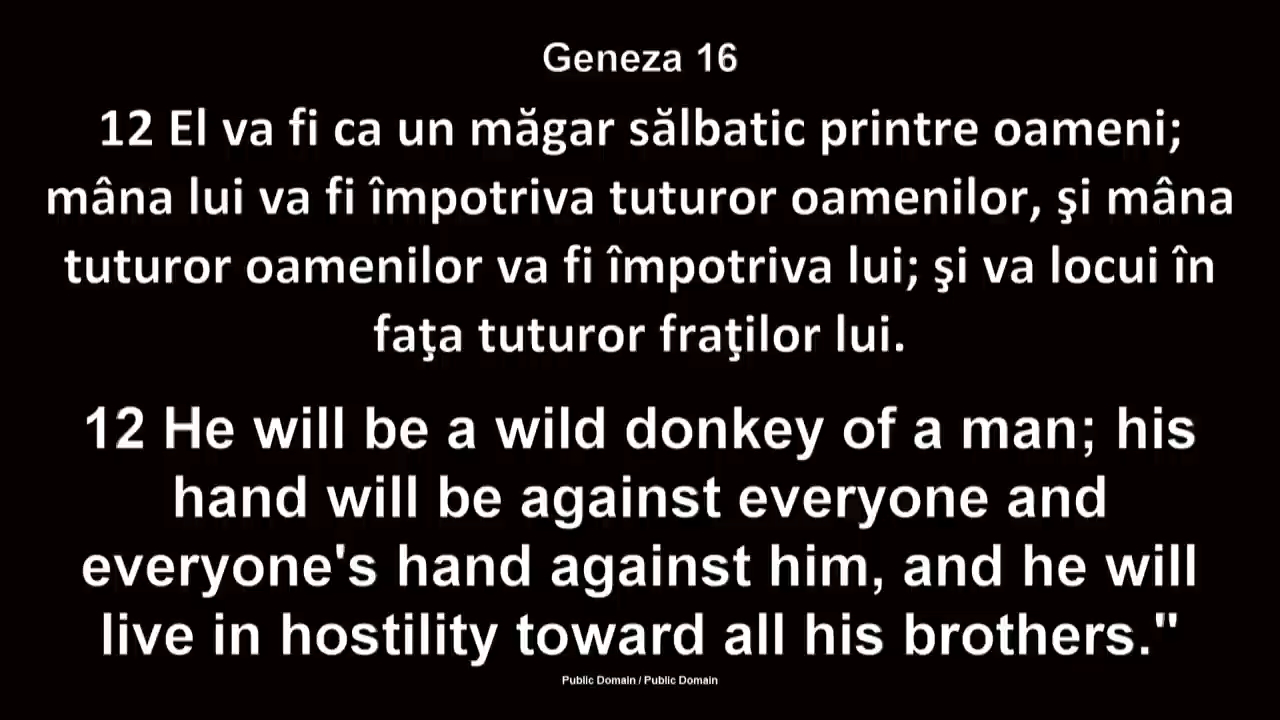 Geneza 16
12 El va fi ca un măgar sălbatic printre oameni;
mâna lui va fi împotriva tuturor oamenilor, şi mâna
tuturor oamenilor va fi împotriva lui; şi va locui în
faţa tuturor fraţilor lui.
12 He will be a wild donkey of a man; his
hand will be against everyone and
everyone's hand against him, and he will
live in hostility toward all his brothers."
Public Domain / Public Domain